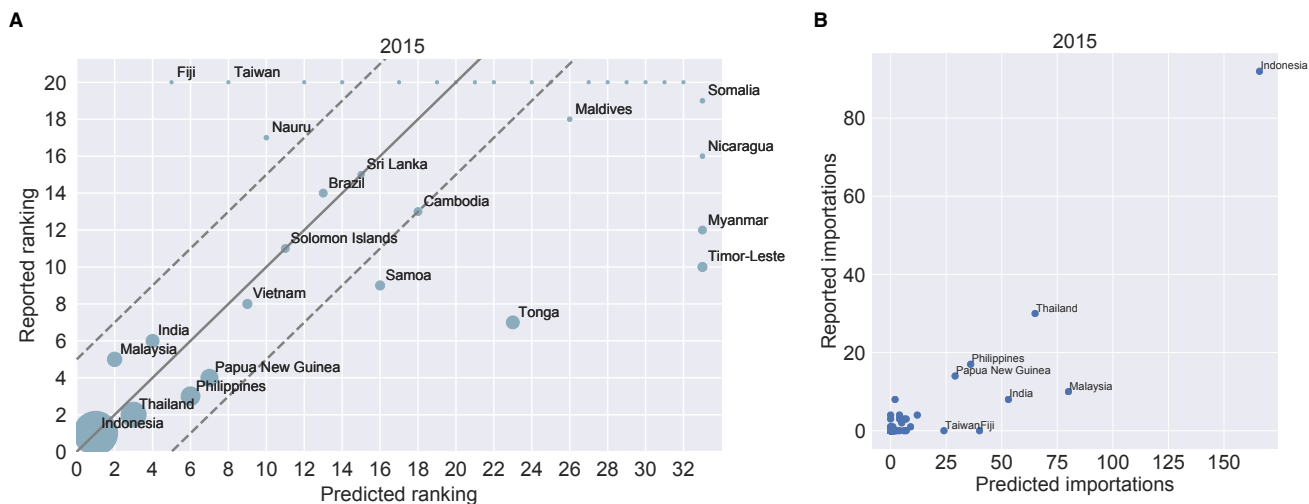 A
2015
Reported ranking
20
18
16
14
12
10
8
6
4
2
0
Fiji
Taiwan
Somalia
Maldives
Nauru
Nicaragua
Sri Lanka
Brazil
Cambodia
Myanmar
Solomon Islands
Timor-Leste
Samoa
Vietnam
Tonga
India
Malaysia
Papua New Guinea
Philippines
Thailand
Indonesia
0 2 4 6 8 10 12 14 16 18 20 22 24 26 28 30 32
Predicted ranking
B
2015
Reported importations
80
60
40
20
0
Indonesia
Thailand
Philippines
Papua New Guinea
Malaysia
India
Taiwan
Fiji
0 25 50 75 100 125 150
Predicted importations